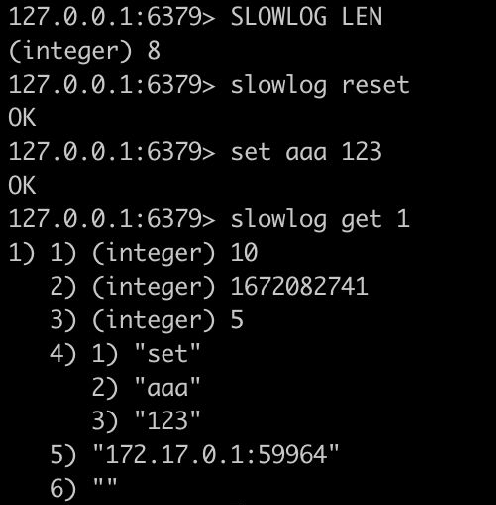 127.0.0.1:6379> SLOWLOG LEN
(integer) 8
127.0.0.1:6379> slowlog reset
OK
127.0.0.1:6379> set aaa 123
OK
127.0.0.1:6379> slowlog get 1
1) 1) (integer) 10
   2) (integer) 1672082741
   3) (integer) 5
   4) 1) "set"
      2) "aaa"
      3) "123"
   5) "172.17.0.1:59964"
   6) ""